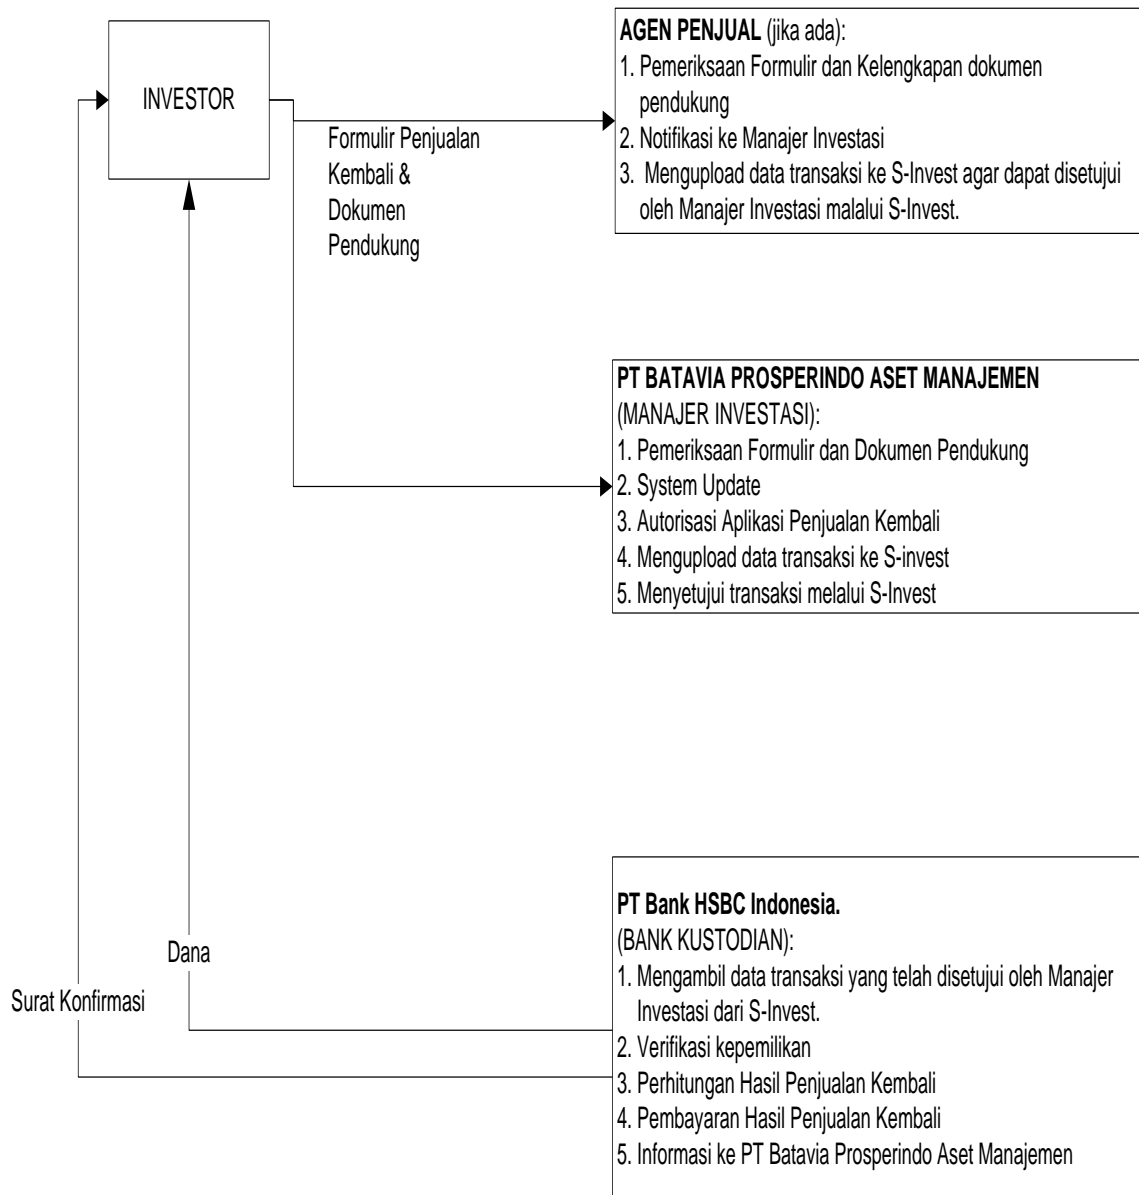 INVESTOR
Formulir Penjualan
Kembali &
Dokumen
Pendukung
AGEN PENJUAL (jika ada):
1. Pemeriksaan Formulir dan Kelengkapan dokumen
pendukung
2. Notifikasi ke Manajer Investasi
3. Mengupload data transaksi ke S-Invest agar dapat disetujui
oleh Manajer Investasi malalui S-Invest.
PT BATAVIA PROSPERINDO ASET MANAJEMEN
(MANAJER INVESTASI):
1. Pemeriksaan Formulir dan Dokumen Pendukung
2. System Update
3. Autorisasi Aplikasi Penjualan Kembali
4. Mengupload data transaksi ke S-invest
5. Menyetujui transaksi melalui S-Invest
PT Bank HSBC Indonesia.
(BANK KUSTODIAN):
1. Mengambil data transaksi yang telah disetujui oleh Manajer
Investasi dari S-Invest.
2. Verifikasi kepemilikan
3. Perhitungan Hasil Penjualan Kembali
4. Pembayaran Hasil Penjualan Kembali
5. Informasi ke PT Batavia Prosperindo Aset Manajemen
Dana
Surat Konfirmasi